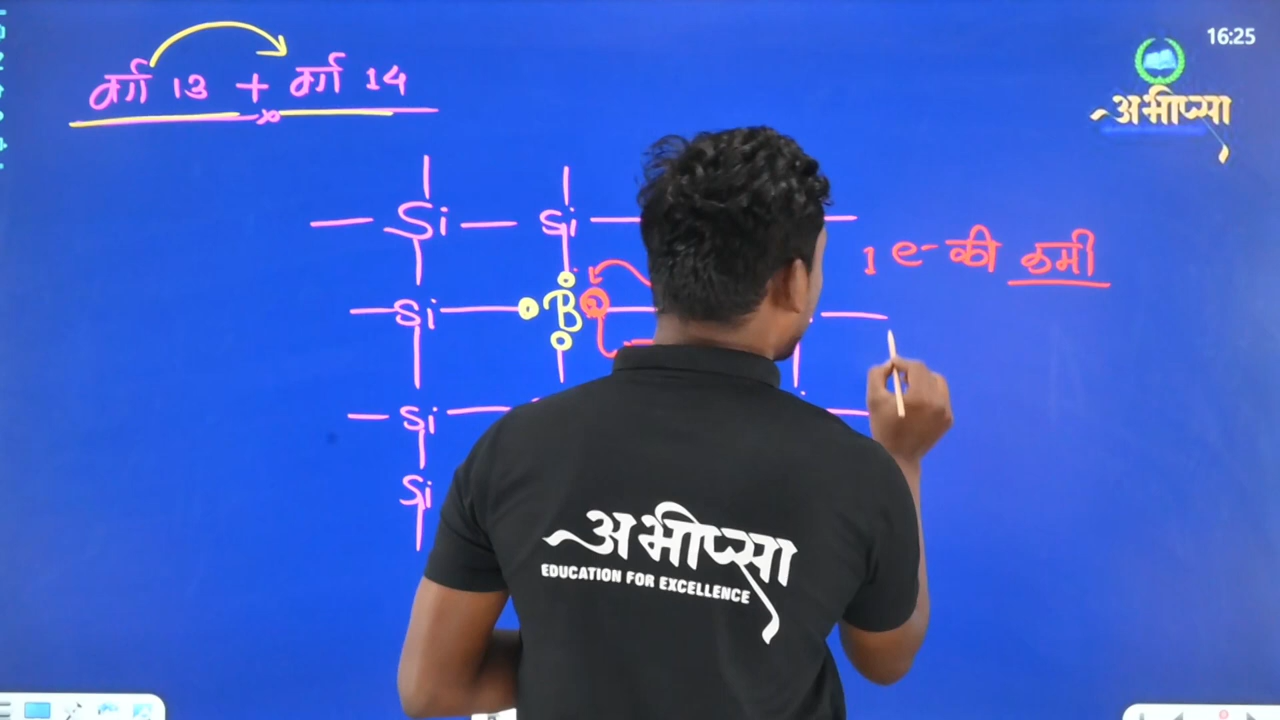 16:25
वर्ग 13 + वर्ग 14
अभीप्सा
Si Si
1 e- की कमी
Si B
Si
Si
अभीप्सा
EDUCATION FOR EXCELLENCE